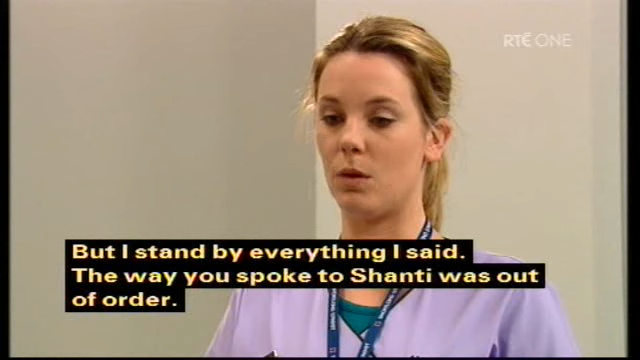 RTÉ ONE
But I stand by everything I said.
The way you spoke to Shanti was out
of order.